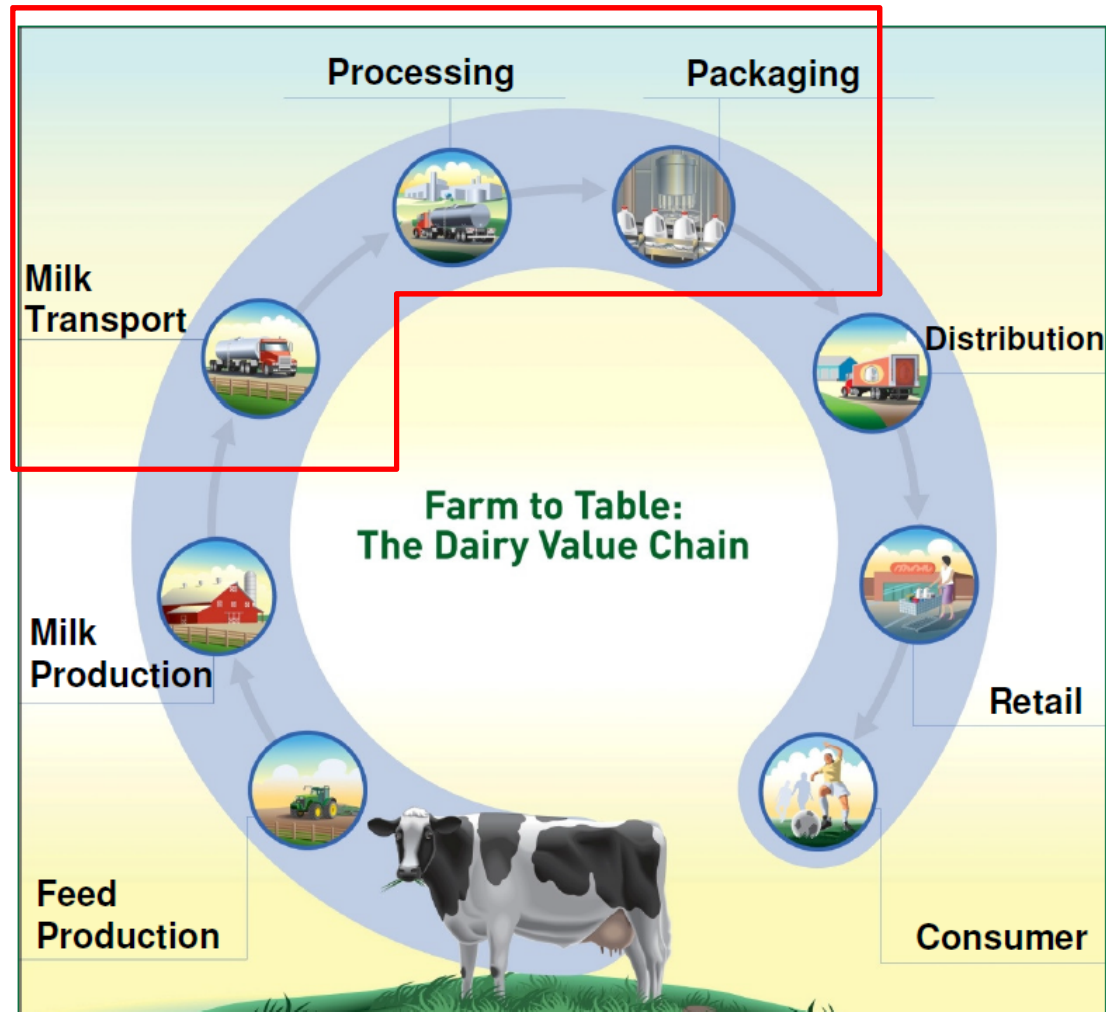 Processing
Packaging
Milk
Transport
Distribution
Farm to Table:
The Dairy Value Chain
Milk
Production
Retail
Feed
Production
Consumer